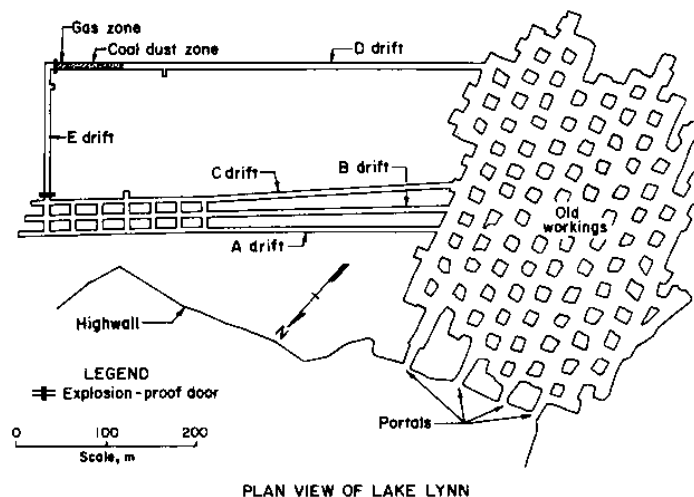 Gas zone
Coal dust zone
D drift
E drift
C drift
B drift
Old
workings
A drift
Highwall
N
LEGEND
Explosion-proof door
Portals
0 100 200
Scale, m
PLAN VIEW OF LAKE LYNN